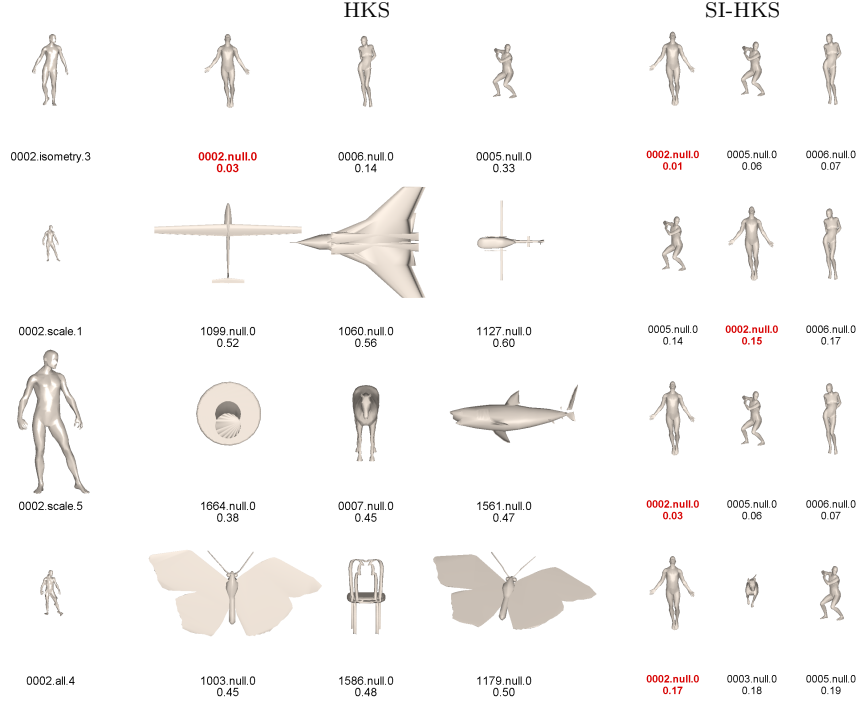 HKS SI-HKS
0002.isometry.3 0002.null.0 0006.null.0 0005.null.0 0002.null.0 0005.null.0 0006.null.0
0.03 0.14 0.33 0.01 0.06 0.07
0002.scale.1 1099.null.0 1060.null.0 1127.null.0 0005.null.0 0002.null.0 0006.null.0
0.52 0.56 0.60 0.14 0.15 0.17
0002.scale.5 1664.null.0 0007.null.0 1561.null.0 0002.null.0 0005.null.0 0006.null.0
0.38 0.45 0.47 0.03 0.06 0.07
0002.all.4 1003.null.0 1586.null.0 1179.null.0 0002.null.0 0003.null.0 0005.null.0
0.45 0.48 0.50 0.17 0.18 0.19